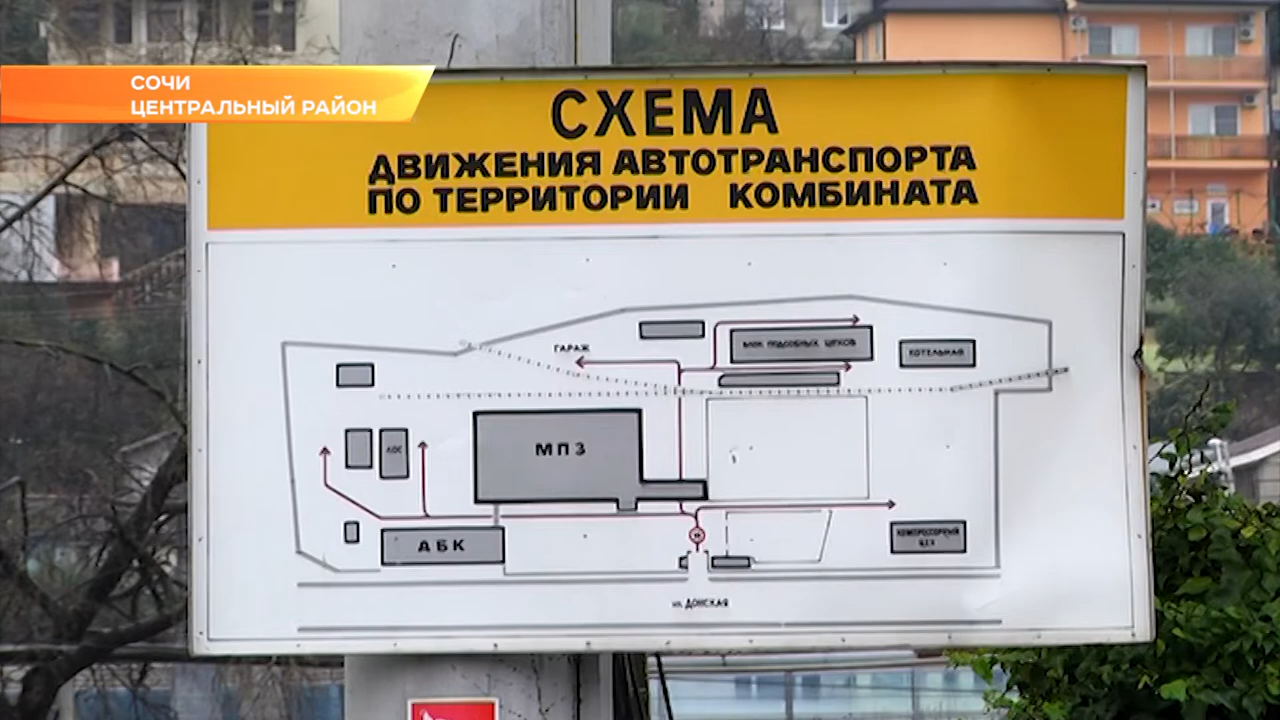 СОЧИ
ЦЕНТРАЛЬНЫЙ РАЙОН
СХЕМА
ДВИЖЕНИЯ АВТОТРАНСПОРТА
ПО ТЕРРИТОРИИ КОМБИНАТА
ГАРАЖ
БЛОК ПОДСОБНЫХ ЦЕХОВ
КОТЕЛЬНАЯ
МПЗ
ЛОС
АБК
КОМПРЕССОРНЫЙ
ЦЕХ
ул. ДОНСКАЯ